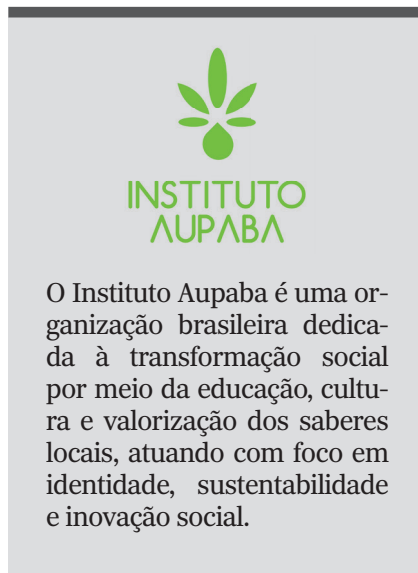 INSTITUTO
AUPABA
O Instituto Aupaba é uma or-
ganização brasileira dedica-
da à transformação social
por meio da educação, cultu-
ra e valorização dos saberes
locais, atuando com foco em
identidade, sustentabilidade
e inovação social.